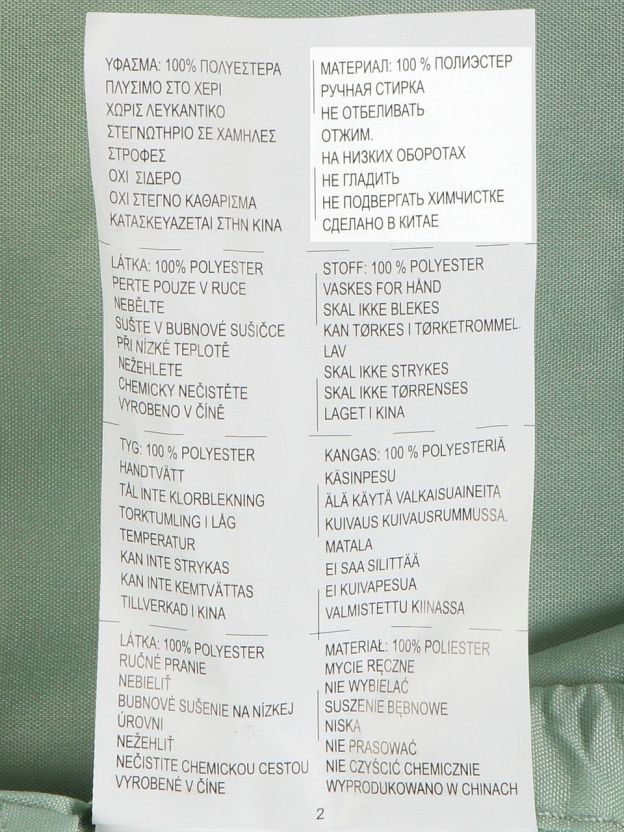 ΥΦΑΣΜΑ: 100% ΠΟΛΥΕΣΤΕΡΑ
ΠΛΥΣΙΜΟ ΣΤΟ ΧΕΡΙ
ΧΩΡΙΣ ΛΕΥΚΑΝΤΙΚΟ
ΣΤΕΓΝΩΤΗΡΙΟ ΣΕ ΧΑΜΗΛΕΣ
ΣΤΡΟΦΕΣ
ΟΧΙ ΣΙΔΕΡΟ
ΟΧΙ ΣΤΕΓΝΟ ΚΑΘΑΡΙΣΜΑ
ΚΑΤΑΣΚΕΥΑΖΕΤΑΙ ΣΤΗΝ ΚΙΝΑ
МАТЕРИАЛ: 100 % ПОЛИЭСТЕР
РУЧНАЯ СТИРКА
НЕ ОТБЕЛИВАТЬ
ОТЖИМ.
НА НИЗКИХ ОБОРОТАХ
НЕ ГЛАДИТЬ
НЕ ПОДВЕРГАТЬ ХИМЧИСТКЕ
СДЕЛАНО В КИТАЕ
LÁTKA: 100% POLYESTER
PERTE POUZE V RUCE
NEBĚLTE
SUŠTE V BUBNOVÉ SUŠIČCE
PŘI NÍZKÉ TEPLOTĚ
NEŽEHLETE
CHEMICKY NEČISTĚTE
VYROBENO V ČÍNĚ
STOFF: 100 % POLYESTER
VASKES FOR HÅND
SKAL IKKE BLEKES
KAN TØRKES I TØRKETROMMEL.
LAV
SKAL IKKE STRYKES
SKAL IKKE TØRRENSES
LAGET I KINA
TYG: 100 % POLYESTER
HANDTVÄTT
TÅL INTE KLORBLEKNING
TORKTUMLING I LÅG
TEMPERATUR
KAN INTE STRYKAS
KAN INTE KEMTVÄTTAS
TILLVERKAD I KINA
KANGAS: 100 % POLYESTERIÄ
KÄSINPESU
ÄLÄ KÄYTÄ VALKAISUAINEITA
KUIVAUS KUIVAUSRUMMUSSA.
MATALA
EI SAA SILITTÄÄ
EI KUIVAPESUA
VALMISTETTU KIINASSA
LÁTKA: 100% POLYESTER
RUČNÉ PRANIE
NEBIELIŤ
BUBNOVÉ SUŠENIE NA NÍZKEJ
ÚROVNI
NEŽEHLIŤ
NEČISTITE CHEMICKOU CESTOU
VYROBENÉ V ČÍNE
MATERIAŁ: 100% POLIESTER
MYCIE RĘCZNE
NIE WYBIELAĆ
SUSZENIE BĘBNOWE
NISKA
NIE PRASOWAĆ
NIE CZYŚCIĆ CHEMICZNIE
WYPRODUKOWANO W CHINACH
2